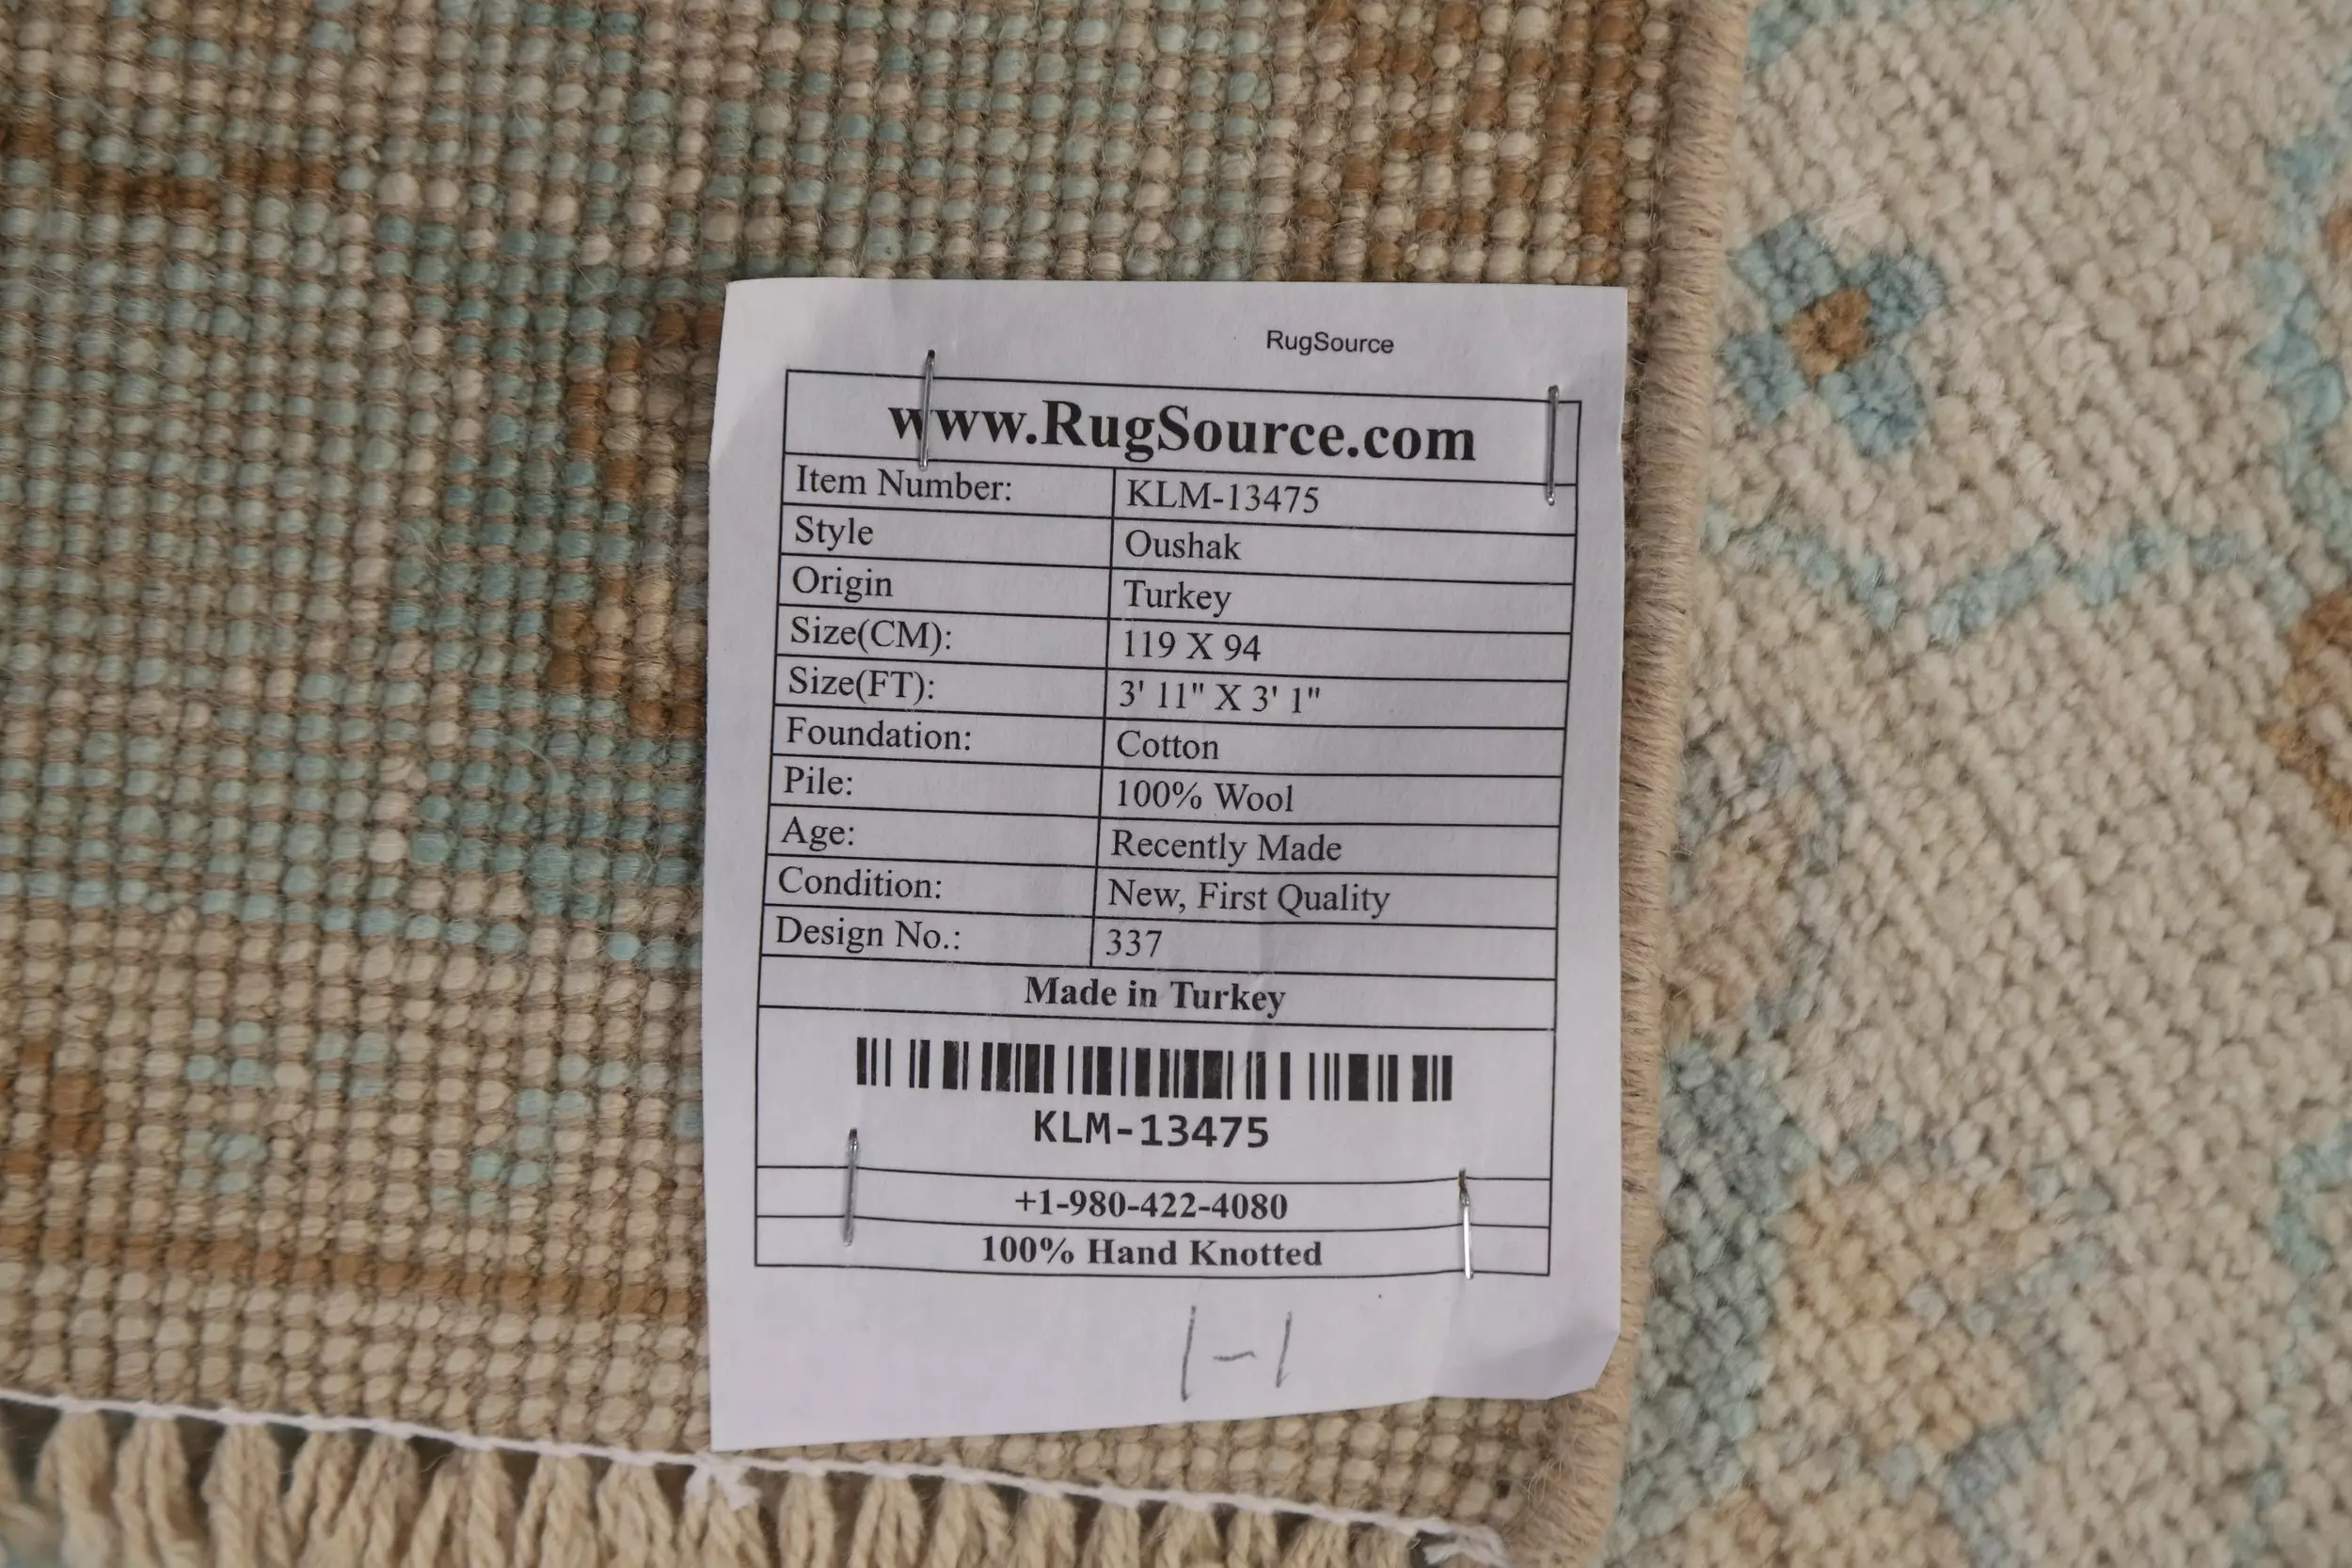 RugSource
www.RugSource.com
Item Number: KLM-13475
Style Oushak
Origin Turkey
Size(CM): 119 X 94
Size(FT): 3' 11" X 3' 1"
Foundation: Cotton
Pile: 100% Wool
Age: Recently Made
Condition: New, First Quality
Design No.: 337
Made in Turkey
KLM-13475
+1-980-422-4080
100% Hand Knotted
1-1